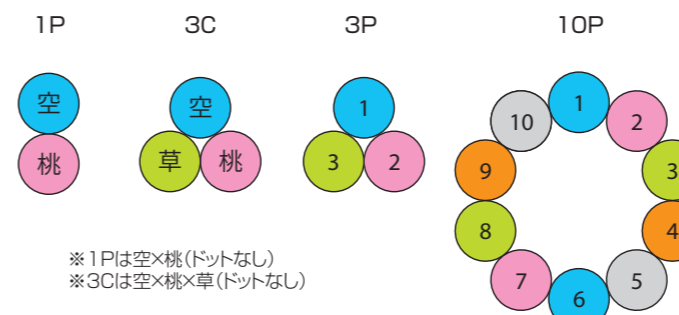 1P 3C 3P 10P
空 空 1 1
桃 草 桃 3 2 10 2
9 3
8 4
7 5
6
※1Pは空×桃(ドットなし)
※3Cは空×桃×草(ドットなし)